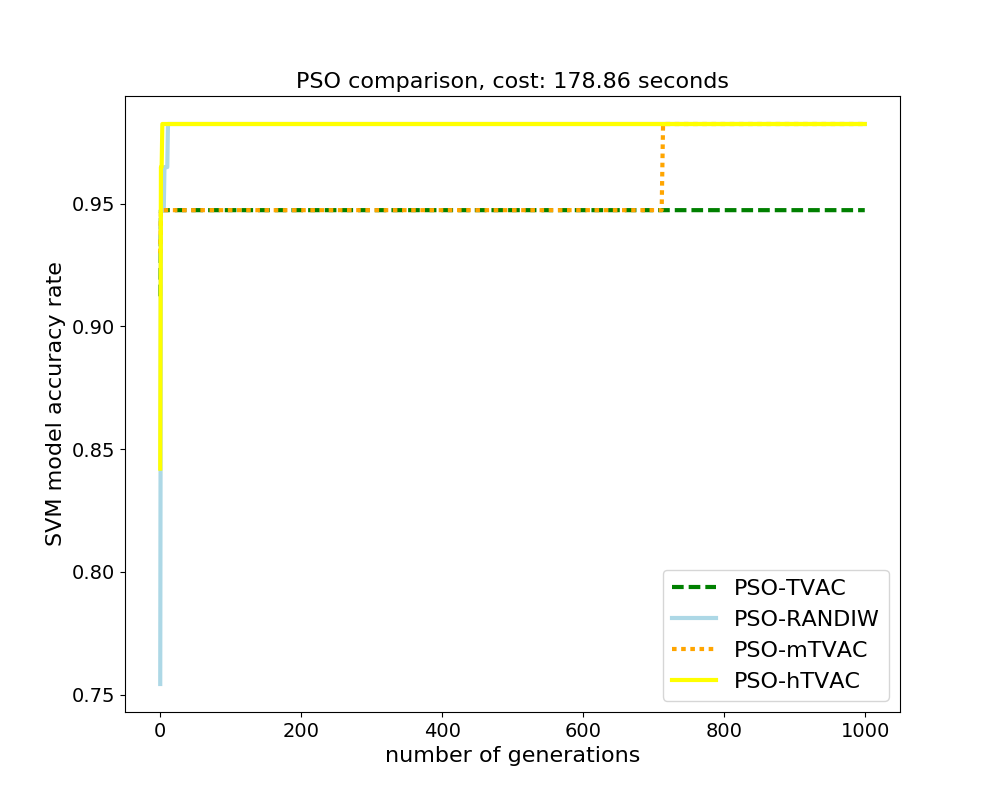 PSO comparison, cost: 178.86 seconds
SVM model accuracy rate
0.95
0.90
0.85
0.80
0.75
0 200 400 600 800 1000
number of generations
PSO-TVAC
PSO-RANDIW
PSO-mTVAC
PSO-hTVAC